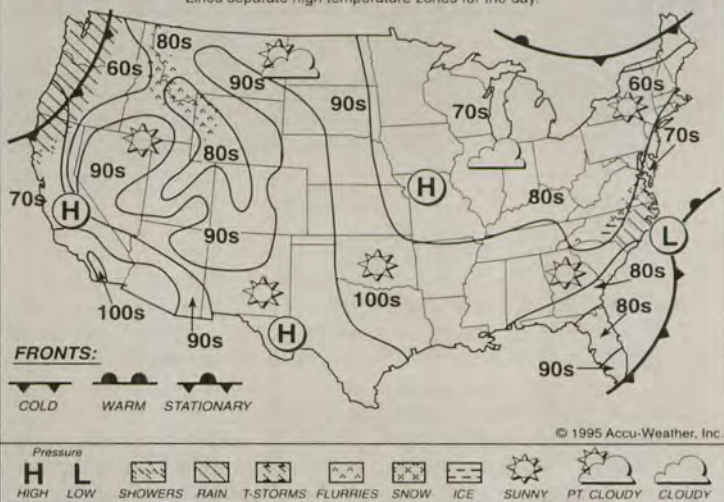 Lines separate high temperature zones for the day.
80s
60s
90s
90s
70s
60s
70s
90s
80s
H
80s
70s
H
L
90s
80s
100s
80s
100s
90s
H
90s
FRONTS:
COLD WARM STATIONARY
© 1995 Accu-Weather, Inc.
Pressure
H L
HIGH LOW SHOWERS RAIN T-STORMS FLURRIES SNOW ICE SUNNY PT. CLOUDY CLOUDY